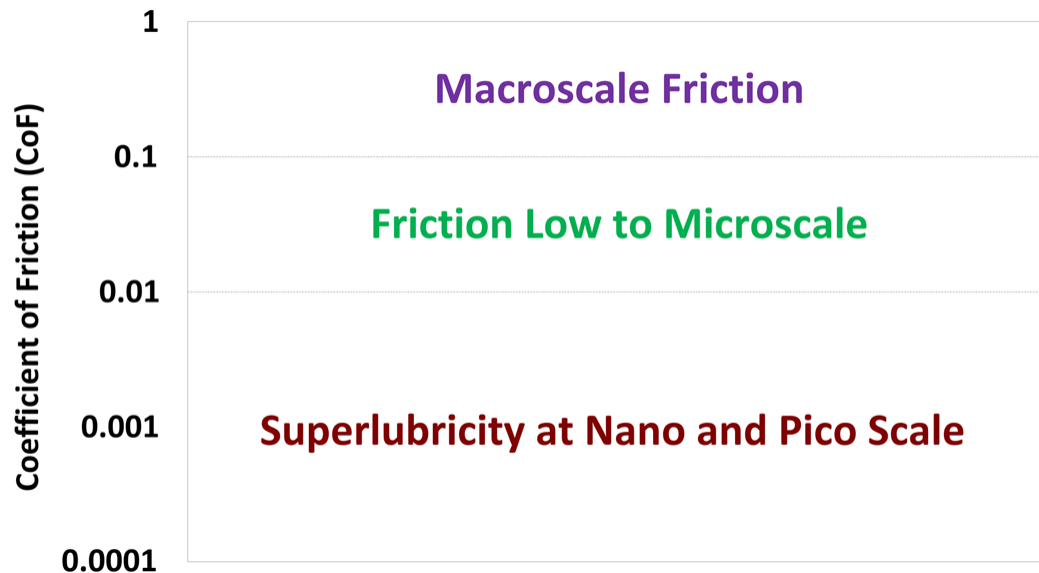 Coefficient of Friction (CoF)
1
Macroscale Friction
0.1
Friction Low to Microscale
0.01
0.001
Superlubricity at Nano and Pico Scale
0.0001